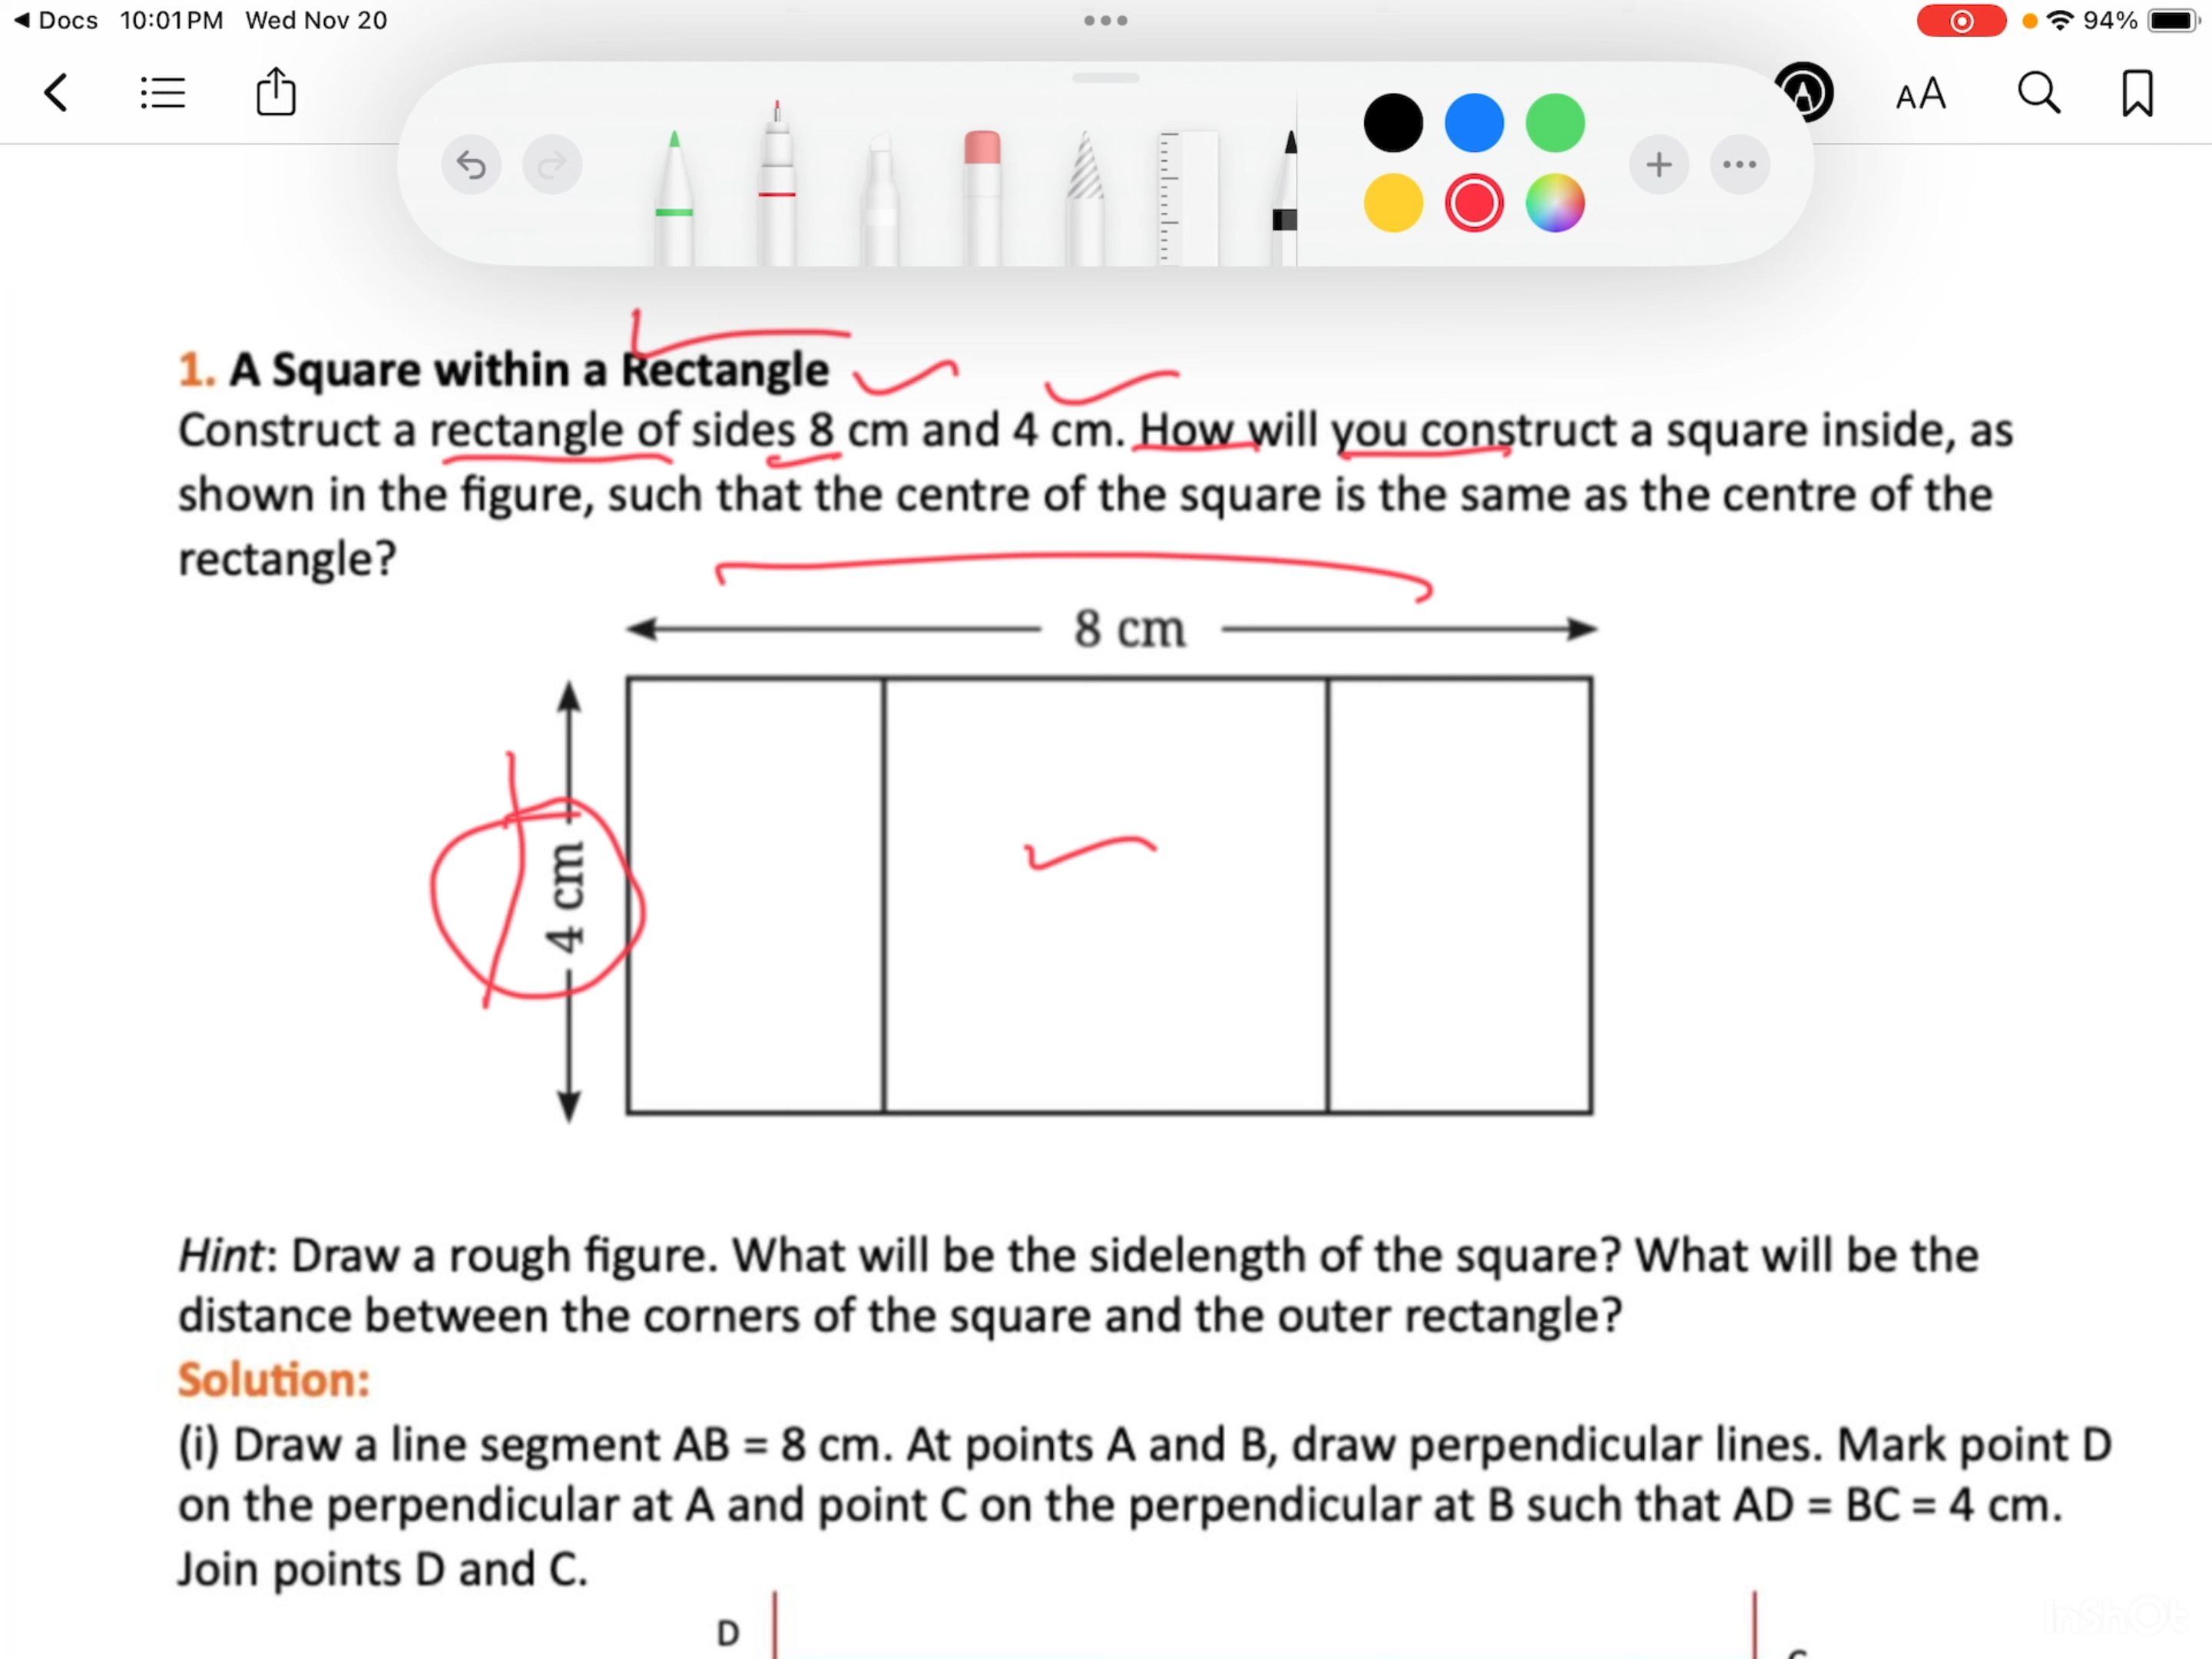 Docs 10:01 PM Wed Nov 20
94%
AA
1. A Square within a Rectangle
Construct a rectangle of sides 8 cm and 4 cm. How will you construct a square inside, as
shown in the figure, such that the centre of the square is the same as the centre of the
rectangle?
8 cm
4 cm
Hint: Draw a rough figure. What will be the sidelength of the square? What will be the
distance between the corners of the square and the outer rectangle?
Solution:
(i) Draw a line segment AB = 8 cm. At points A and B, draw perpendicular lines. Mark point D
on the perpendicular at A and point C on the perpendicular at B such that AD = BC = 4 cm.
Join points D and C.
D
InShOt